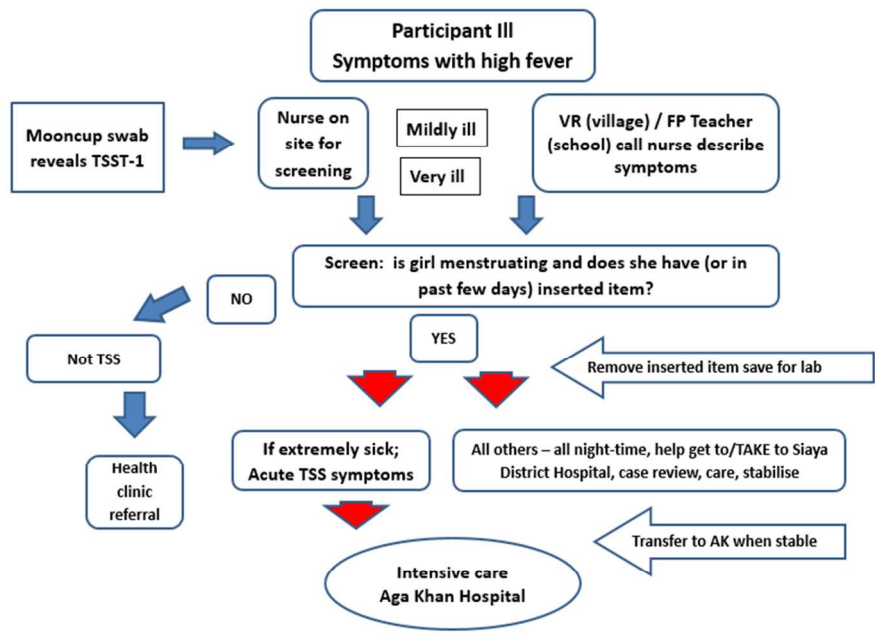 Participant Ill
Symptoms with high fever
Mooncup swab
reveals TSST-1
Nurse on
site for
screening
Mildly ill
Very ill
VR (village) / FP Teacher
(school) call nurse describe
symptoms
Screen:  is girl menstruating and does she have (or in
past few days) inserted item?
NO
YES
Not TSS
Remove inserted item save for lab
Health
clinic
referral
If extremely sick;
Acute TSS symptoms
All others – all night-time, help get to/TAKE to Siaya
District Hospital, case review, care, stabilise
Transfer to AK when stable
Intensive care
Aga Khan Hospital